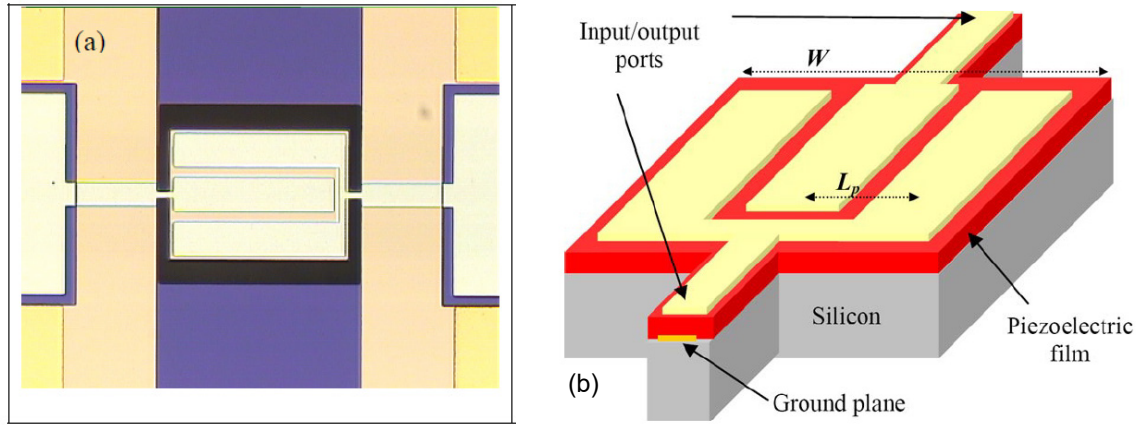 (a)
Input/output
ports
W
Lp
Silicon
Piezoelectric
film
(b)
Ground plane